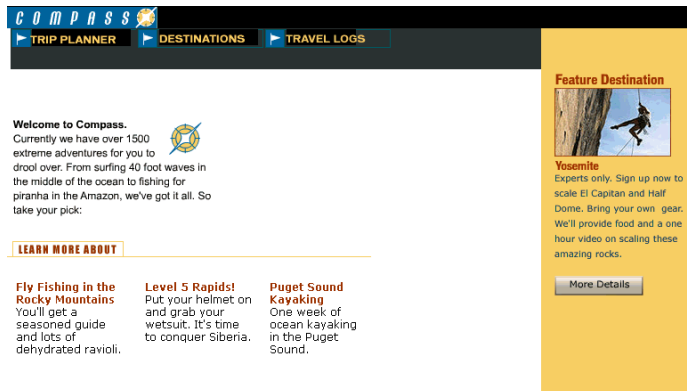 COMPASS
TRIP PLANNER
DESTINATIONS
TRAVEL LOGS
Welcome to Compass.
Currently we have over 1500
extreme adventures for you to
drool over. From surfing 40 foot waves in
the middle of the ocean to fishing for
piranha in the Amazon, we've got it all. So
take your pick:
LEARN MORE ABOUT
Fly Fishing in the
Rocky Mountains
You'll get a
seasoned guide
and lots of
dehydrated ravioli.
Level 5 Rapids!
Put your helmet on
and grab your
wetsuit. It's time
to conquer Siberia.
Puget Sound
Kayaking
One week of
ocean kayaking
in the Puget
Sound.
Feature Destination
Yosemite
Experts only. Sign up now to
scale El Capitan and Half
Dome. Bring your own gear.
We'll provide food and a one
hour video on scaling these
amazing rocks.
More Details